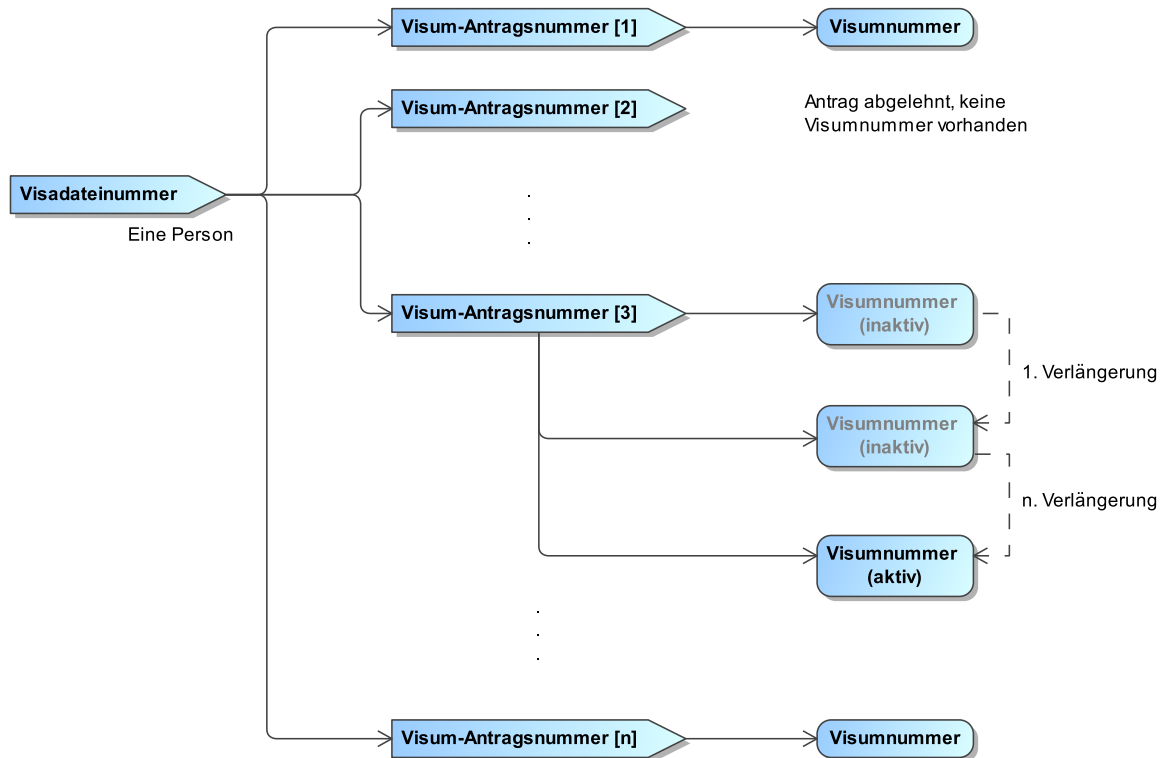 Visum-Antragsnummer [1]
Visumnummer
Visum-Antragsnummer [2]
Antrag abgelehnt, keine
Visumnummer vorhanden
Visadateinummer
Eine Person
.
.
.
Visum-Antragsnummer [3]
Visumnummer
(inaktiv)
1. Verlängerung
Visumnummer
(inaktiv)
n. Verlängerung
Visumnummer
(aktiv)
.
.
.
Visum-Antragsnummer [n]
Visumnummer